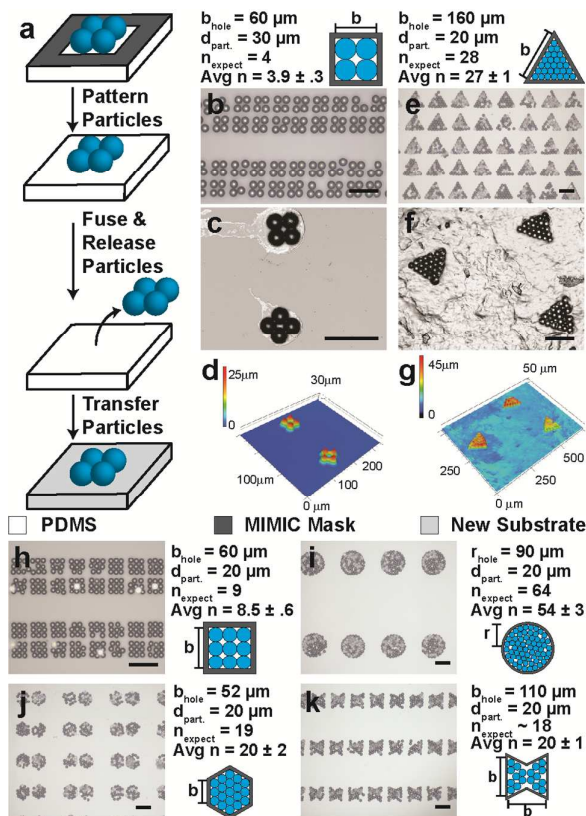 a
Pattern
Particles
Fuse &
Release
Particles
Transfer
Particles
b_hole = 60 µm
d_part. = 30 µm
n_expect = 4
Avg n = 3.9 ± .3
b
b_hole = 160 µm
d_part. = 20 µm
n_expect = 28
Avg n = 27 ± 1
b
b
e
c
f
d
25µm
0
30µm
100µm
200
100
0 µm
g
45µm
0
50 µm
250
500
250
0 µm
PDMS
MIMIC Mask
New Substrate
h
b_hole = 60 µm
d_part. = 20 µm
n_expect = 9
Avg n = 8.5 ± .6
b
i
r_hole = 90 µm
d_part. = 20 µm
n_expect = 64
Avg n = 54 ± 3
r
j
b_hole = 52 µm
d_part. = 20 µm
n_expect = 19
Avg n = 20 ± 2
b
k
b_hole = 110 µm
d_part. = 20 µm
n_expect ~ 18
Avg n = 20 ± 1
b
b